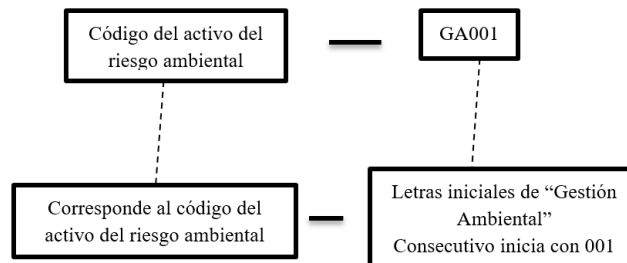 Código del activo del
riesgo ambiental
GA001
Corresponde al código del
activo del riesgo ambiental
Letras iniciales de “Gestión
Ambiental”
Consecutivo inicia con 001